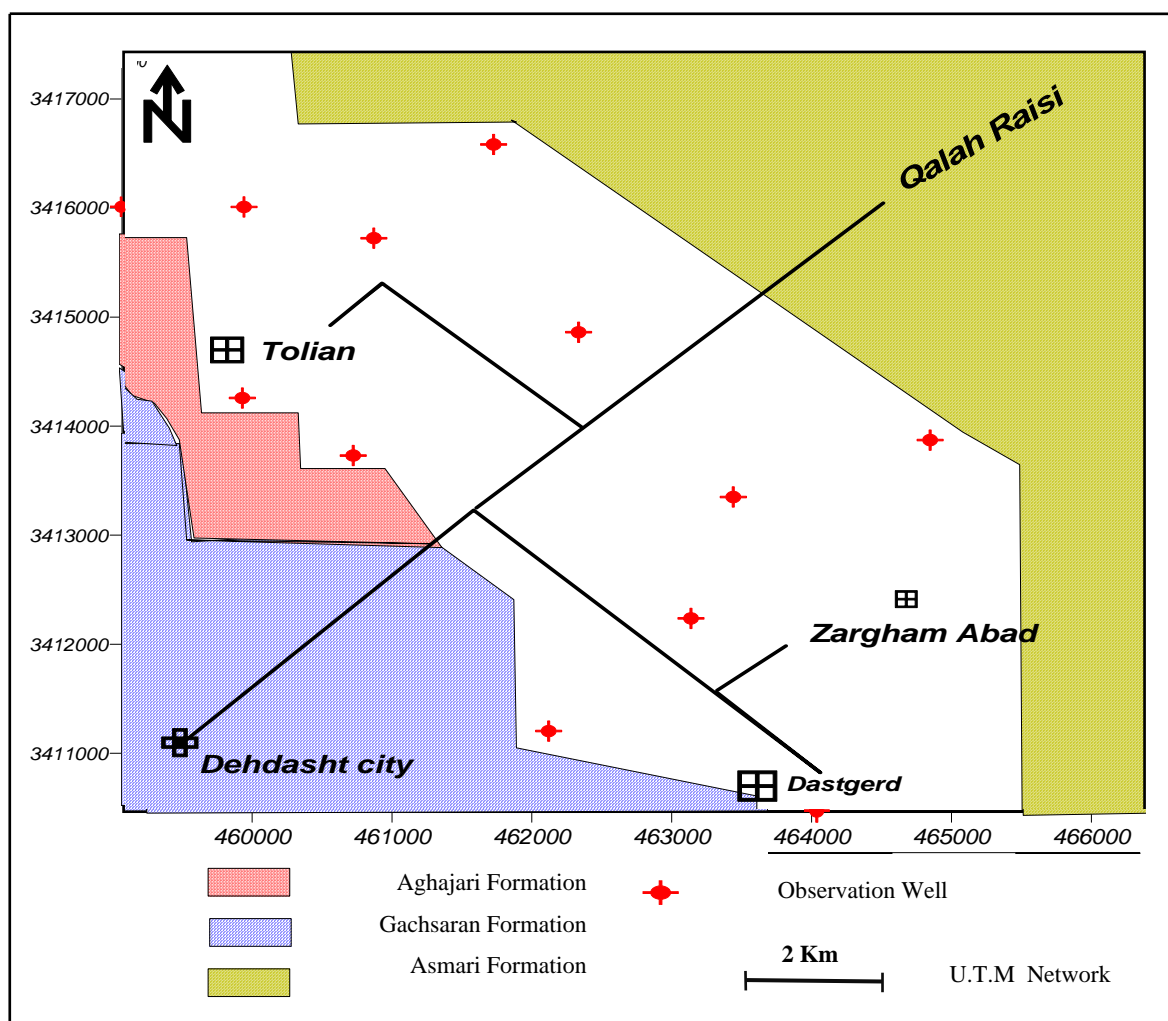 N
3417000
Qalah Raisi
3416000
3415000
Tolian
3414000
3413000
Zargham Abad
3412000
3411000
Dehdasht city
Dastgerd
460000 461000 462000 463000 464000 465000 466000
Aghajari Formation
Observation Well
Gachsaran Formation
Asmari Formation
2 Km
U.T.M Network